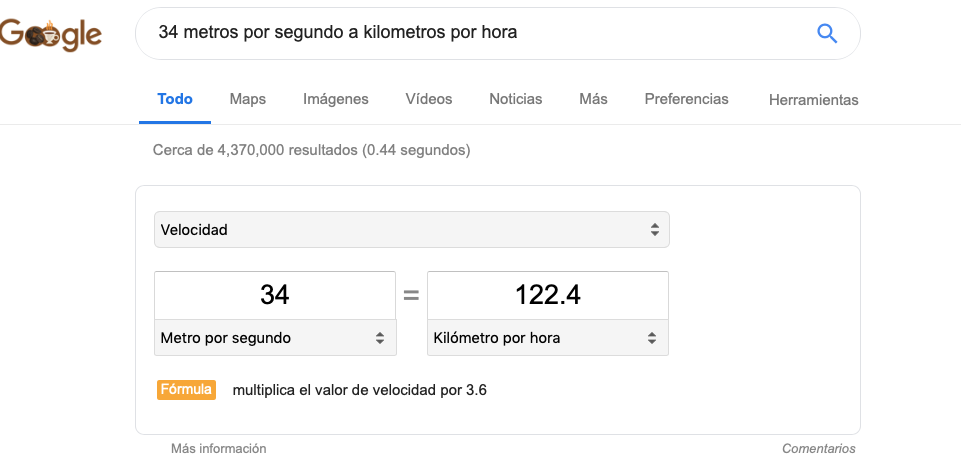 Google
34 metros por segundo a kilometros por hora
Todo Maps Imágenes Vídeos Noticias Más Preferencias Herramientas
Cerca de 4,370,000 resultados (0.44 segundos)
Velocidad
34 = 122.4
Metro por segundo Kilómetro por hora
Fórmula multiplica el valor de velocidad por 3.6
Más información Comentarios